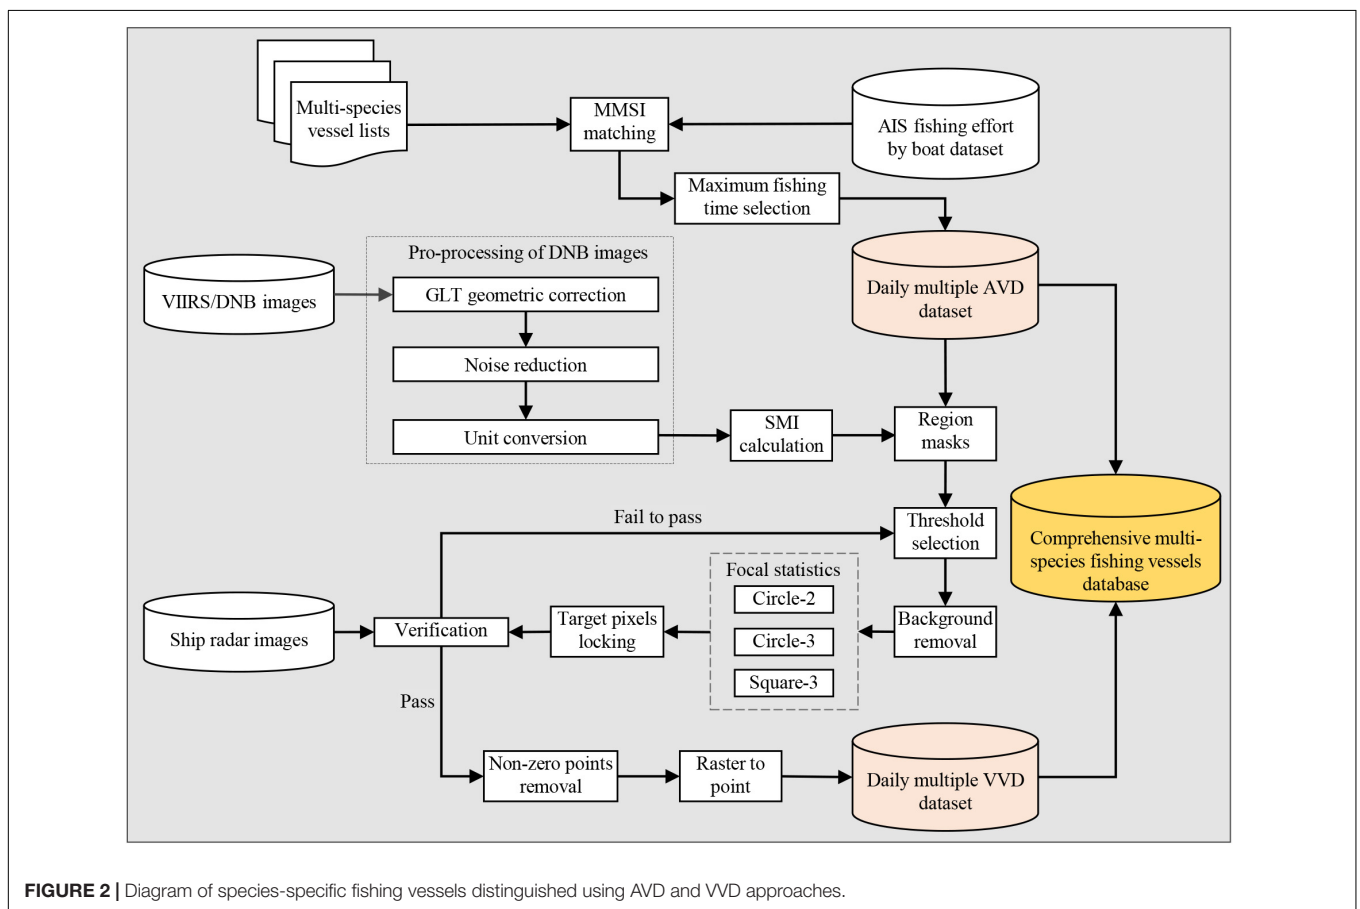 Multi-species
vessel lists
MMSI
matching
AIS fishing effort
by boat dataset
Maximum fishing
time selection
Pro-processing of DNB images
VIIRS/DNB images
GLT geometric correction
Daily multiple AVD
dataset
Noise reduction
Unit conversion
SMI
calculation
Region
masks
Fail to pass
Threshold
selection
Comprehensive multi-
species fishing vessels
database
Focal statistics
Circle-2
Circle-3
Square-3
Ship radar images
Verification
Target pixels
locking
Background
removal
Pass
Non-zero points
removal
Raster to
point
Daily multiple VVD
dataset
FIGURE 2 | Diagram of species-specific fishing vessels distinguished using AVD and VVD approaches.